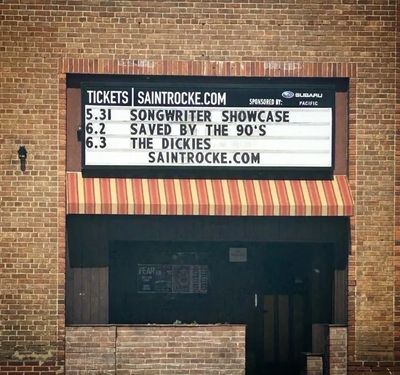 TICKETS | SAINTROCKE.COM
SPONSORED BY: SUBARU PACIFIC
5.31 SONGWRITER SHOWCASE
6.2 SAVED BY THE 90'S
6.3 THE DICKIES
SAINTROCKE.COM
FEAR